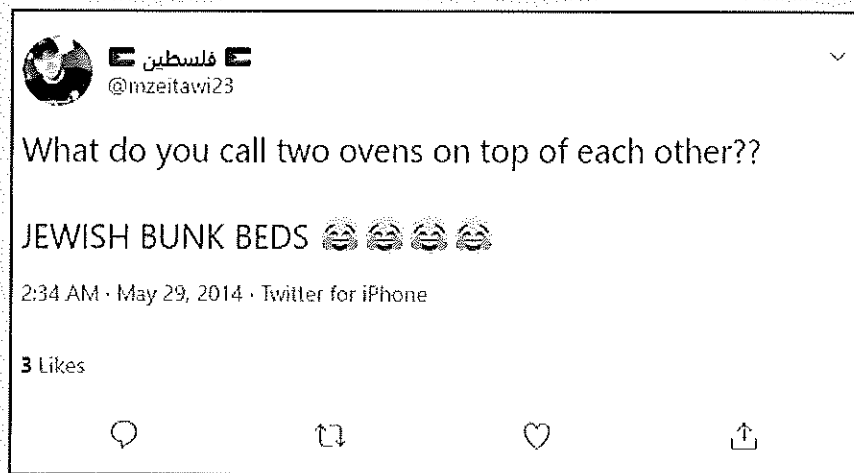 🇵🇸 فلسطين 🇵🇸
@mzeitawi23
What do you call two ovens on top of each other??
JEWISH BUNK BEDS 😂😂😂😂
2:34 AM · May 29, 2014 · Twitter for iPhone
3 Likes